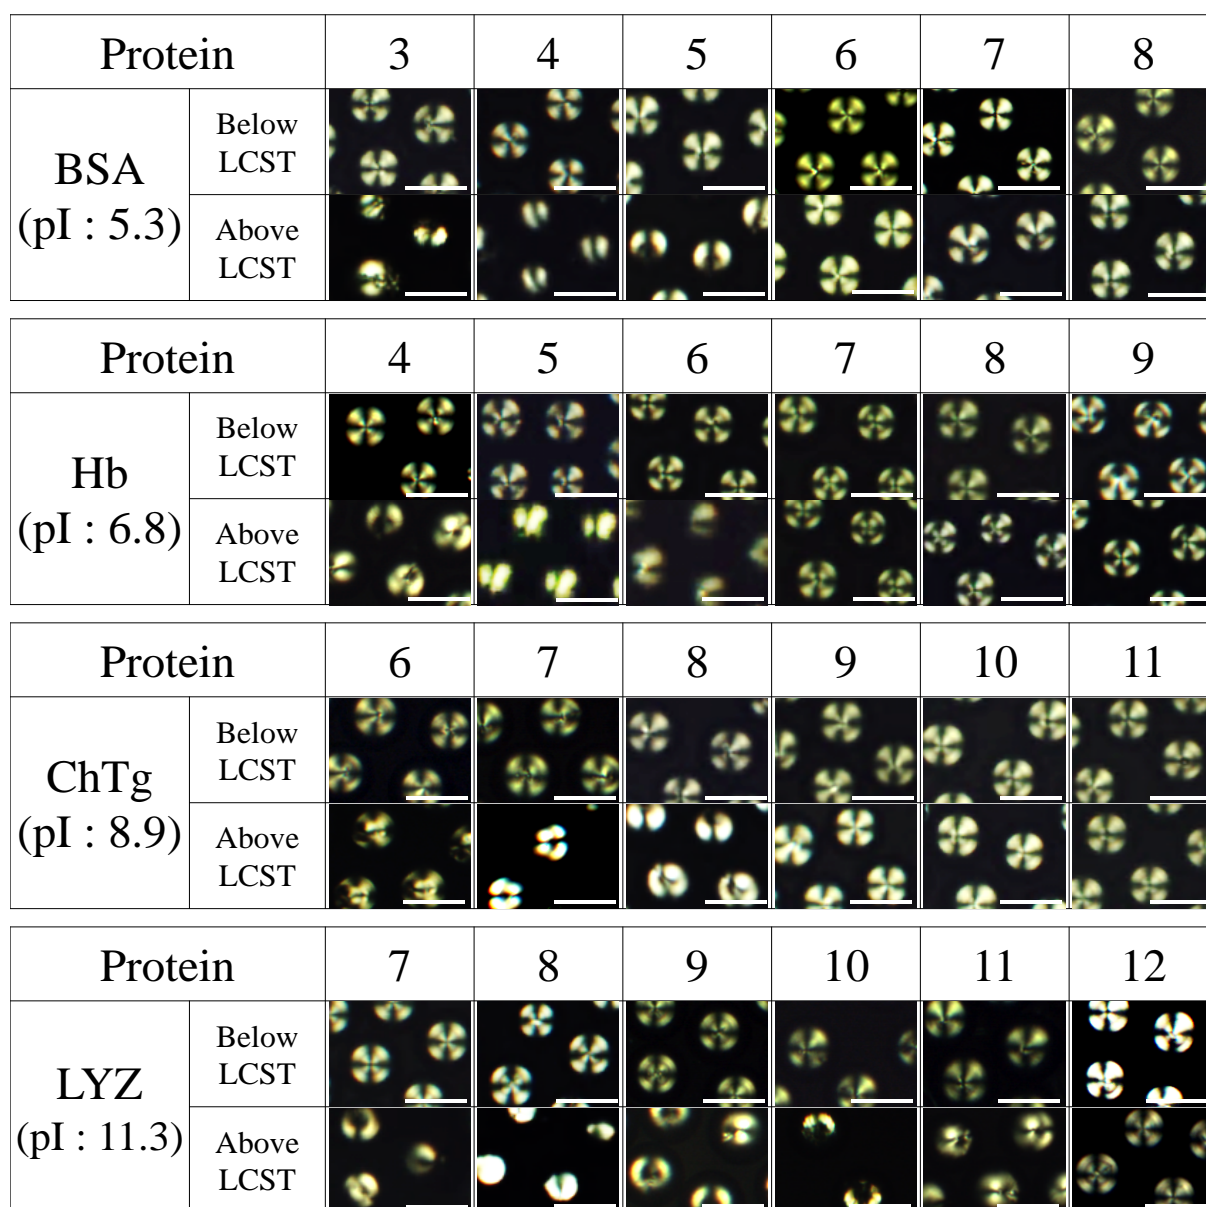 Protein 3 4 5 6 7 8
BSA
(pI : 5.3)
Below
LCST
Above
LCST
Protein 4 5 6 7 8 9
Hb
(pI : 6.8)
Below
LCST
Above
LCST
Protein 6 7 8 9 10 11
ChTg
(pI : 8.9)
Below
LCST
Above
LCST
Protein 7 8 9 10 11 12
LYZ
(pI : 11.3)
Below
LCST
Above
LCST